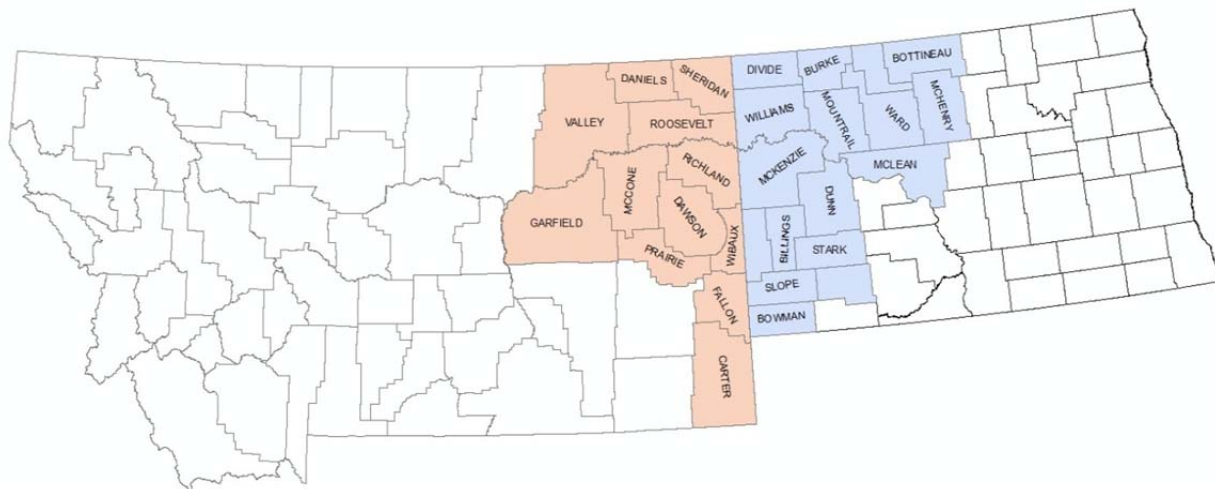 DIVIDE
BURKE
BOTTINEAU
DANIELS
SHERIDAN
WILLIAMS
MOUNTRAIL
WARD
MCHENRY
VALLEY
ROOSEVELT
RICHLAND
MCKENZIE
MCLEAN
GARFIELD
MCCONE
DAWSON
DUNN
WIBAUX
BILLINGS
STARK
PRAIRIE
SLOPE
FALLON
BOWMAN
CARTER